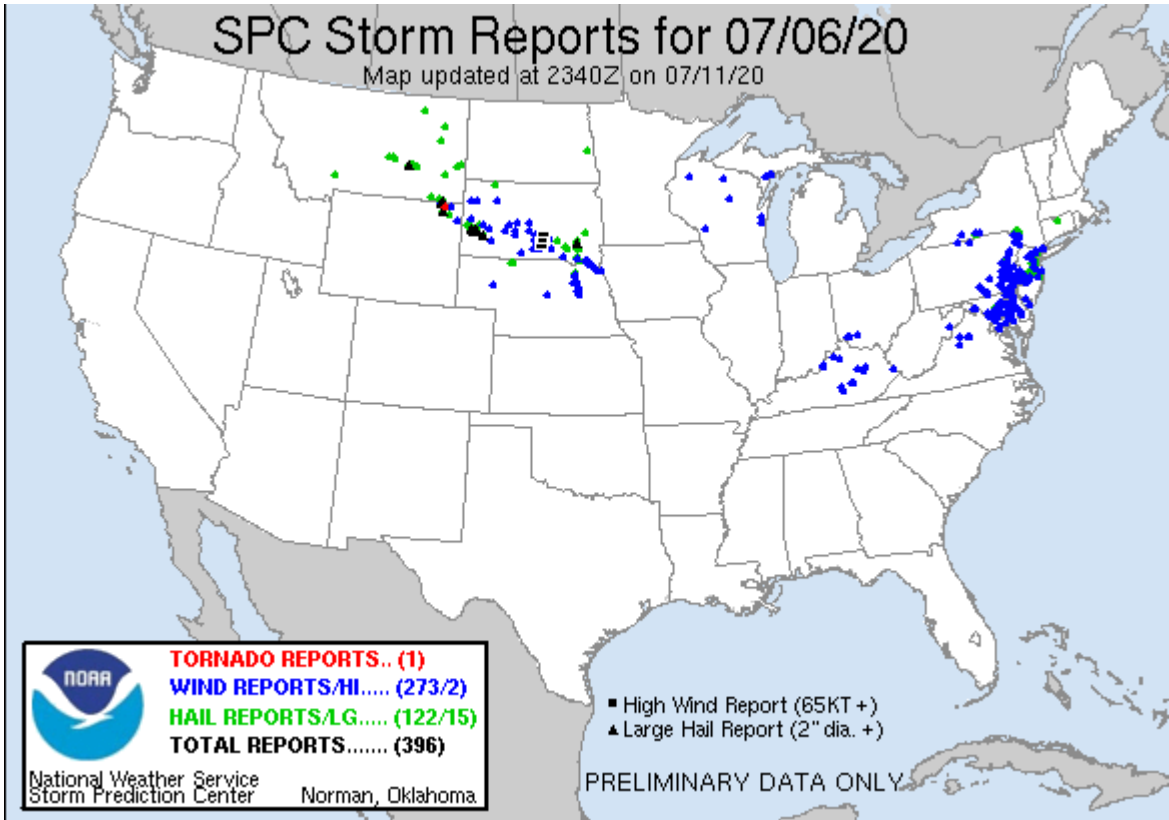 SPC Storm Reports for 07/06/20
Map updated at 2340Z on 07/11/20
NOAA
TORNADO REPORTS.. (1)
WIND REPORTS/HI..... (273/2)
HAIL REPORTS/LG..... (122/15)
TOTAL REPORTS....... (396)
National Weather Service
Storm Prediction Center Norman, Oklahoma
High Wind Report (65KT +)
Large Hail Report (2" dia. +)
PRELIMINARY DATA ONLY